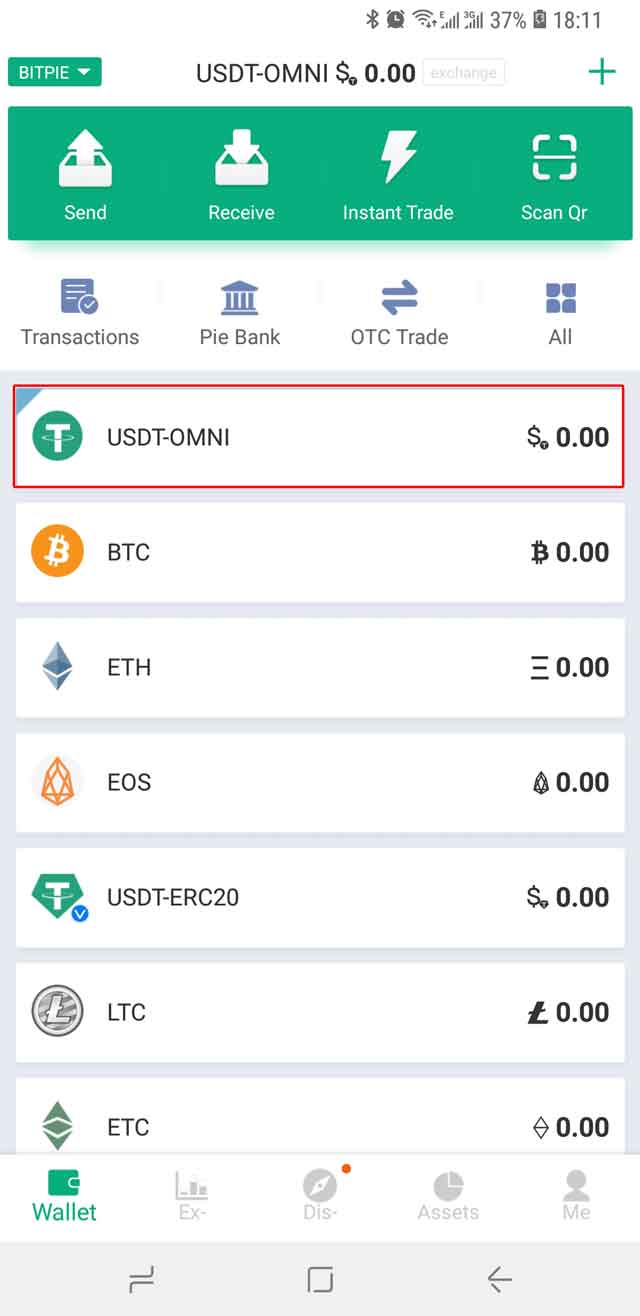 E 3G 37% 18:11
BITPIE USDT-OMNI $ 0.00 exchange
Send Receive Instant Trade Scan Qr
Transactions Pie Bank OTC Trade All
USDT-OMNI $ 0.00
BTC ₿ 0.00
ETH Ξ 0.00
EOS 0.00
USDT-ERC20 $ 0.00
LTC Ł 0.00
ETC 0.00
Wallet Ex- Dis- Assets Me